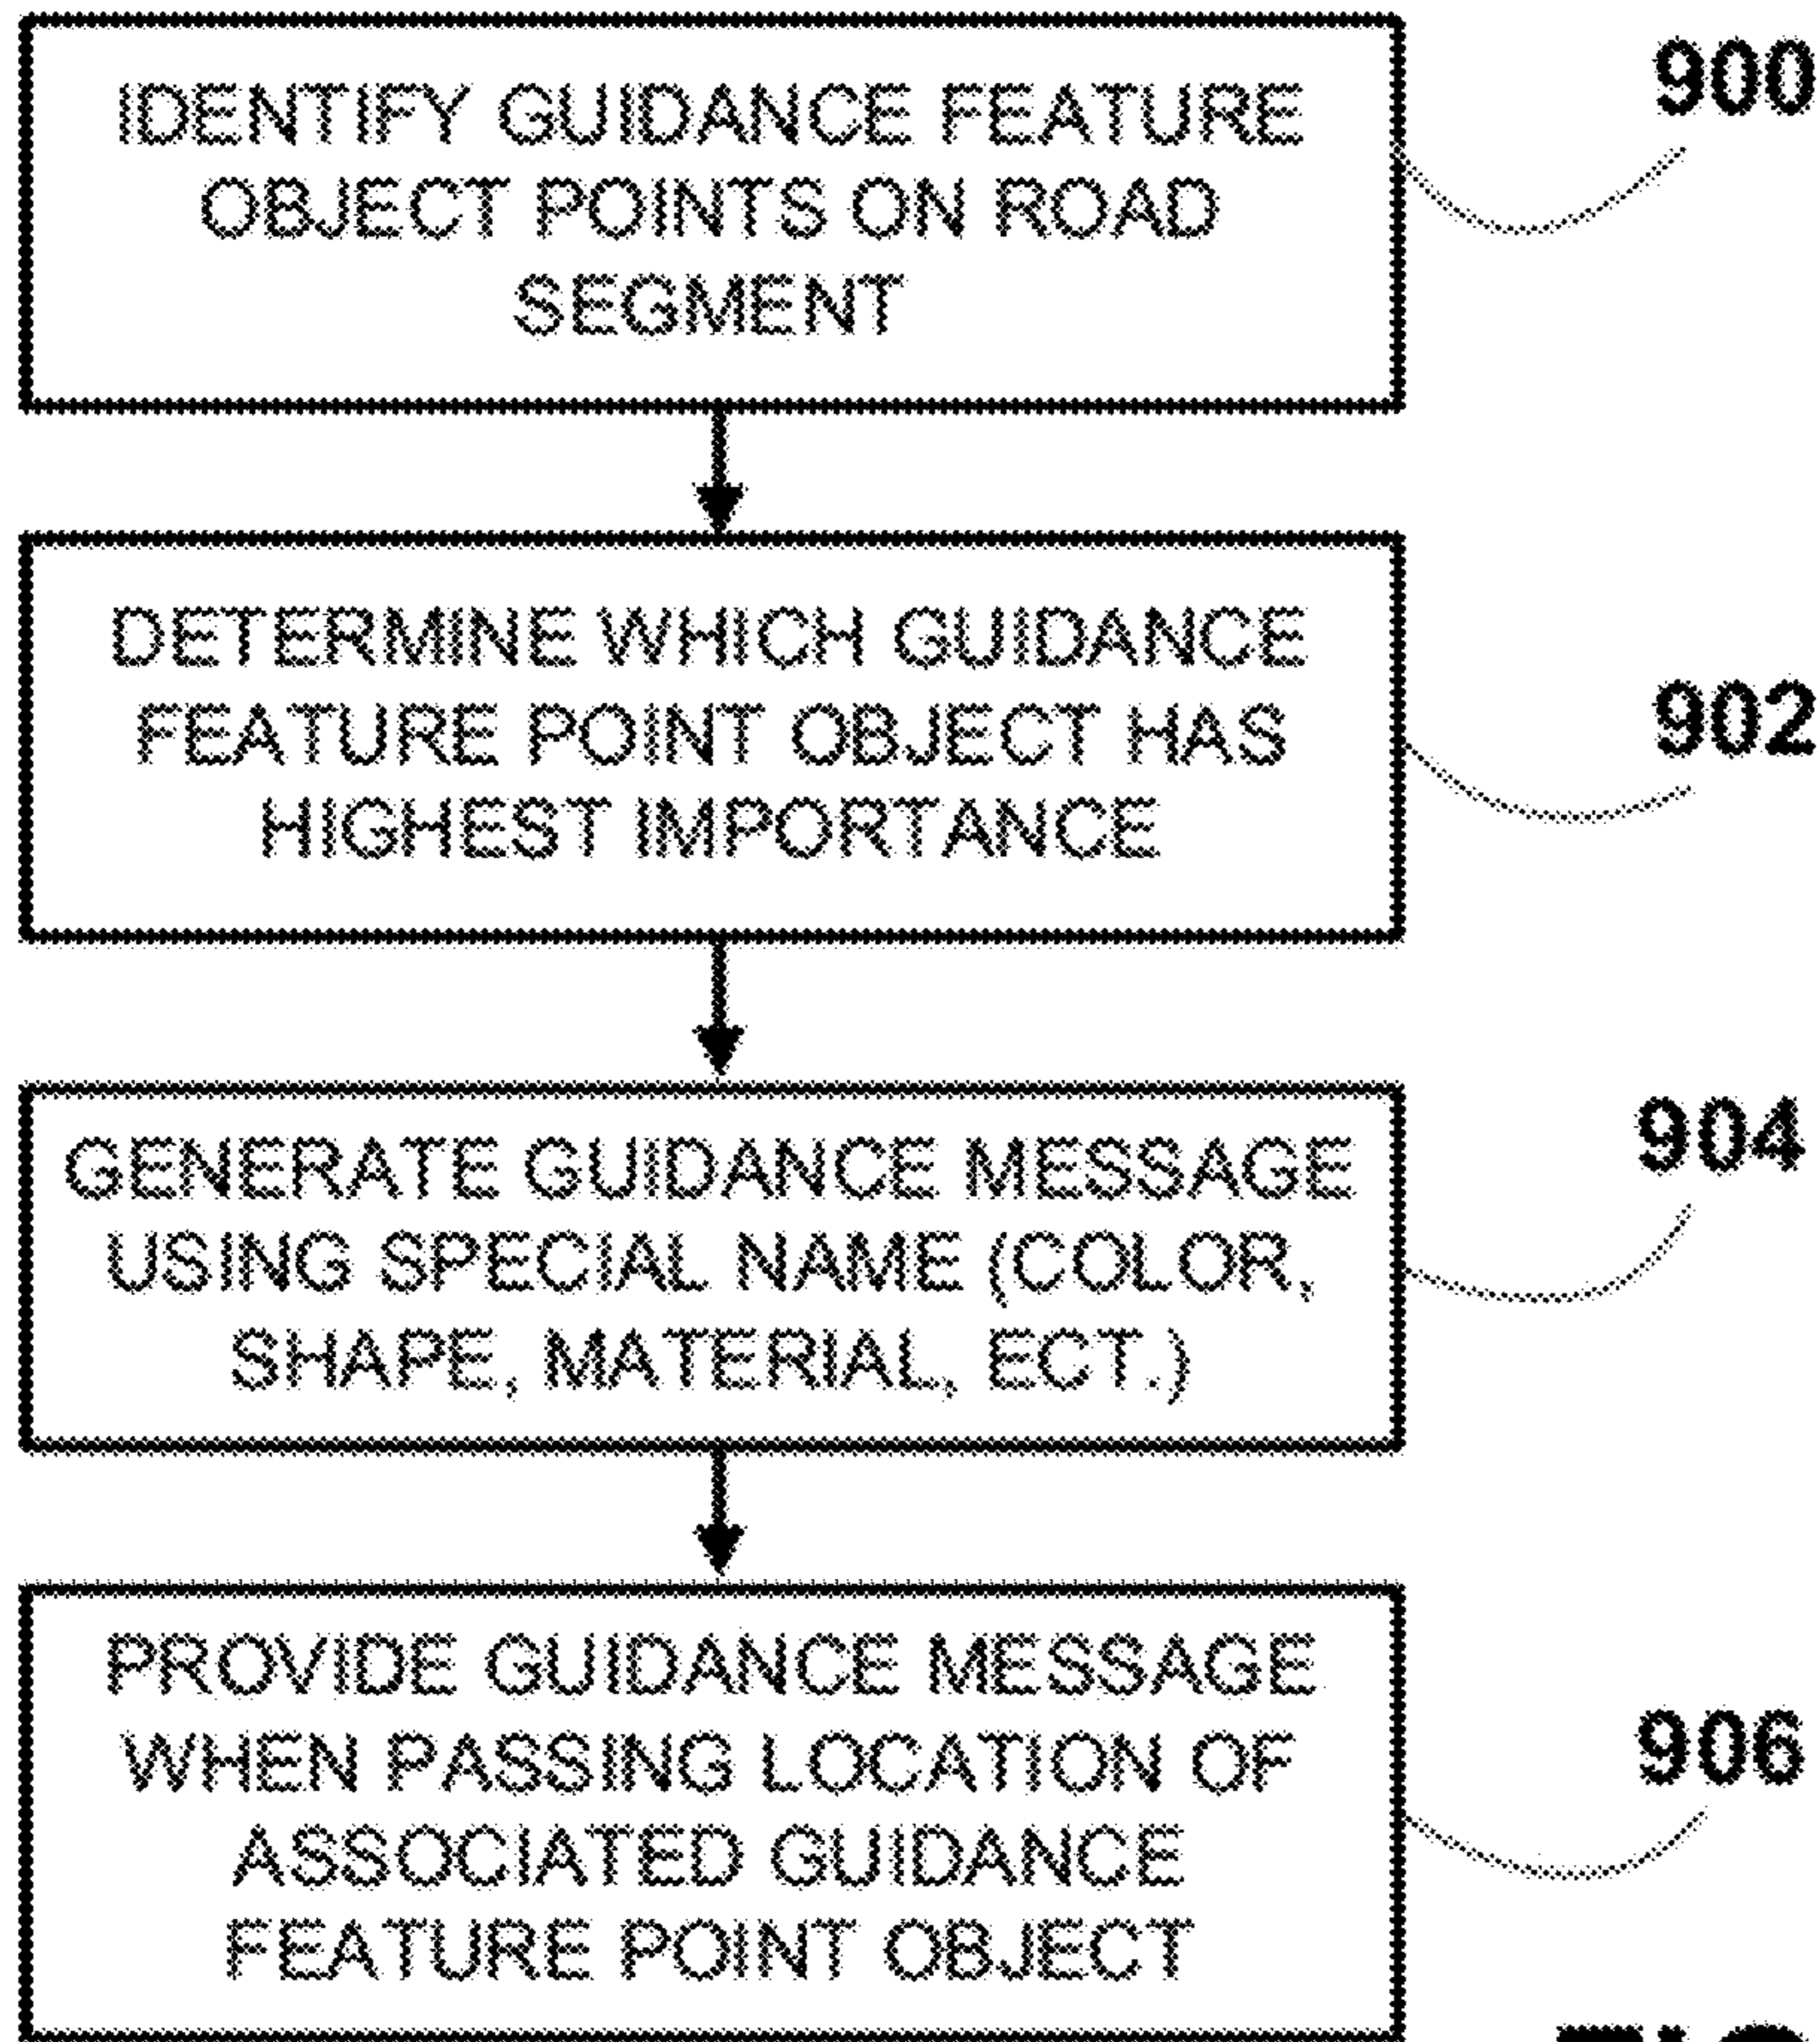 IDENTIFY GUIDANCE FEATURE
OBJECT POINTS ON ROAD
SEGMENT
900
DETERMINE WHICH GUIDANCE
FEATURE POINT OBJECT HAS
HIGHEST IMPORTANCE
902
GENERATE GUIDANCE MESSAGE
USING SPECIAL NAME (COLOR,
SHAPE, MATERIAL, ECT.)
904
PROVIDE GUIDANCE MESSAGE
WHEN PASSING LOCATION OF
ASSOCIATED GUIDANCE
FEATURE POINT OBJECT
906